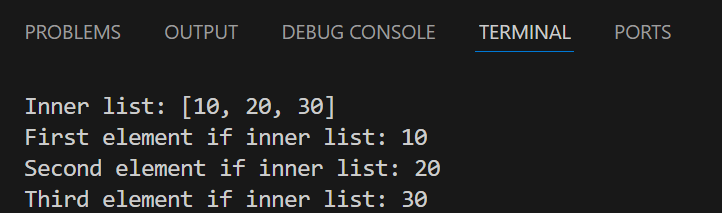 PROBLEMS OUTPUT DEBUG CONSOLE TERMINAL PORTS
Inner list: [10, 20, 30]
First element if inner list: 10
Second element if inner list: 20
Third element if inner list: 30